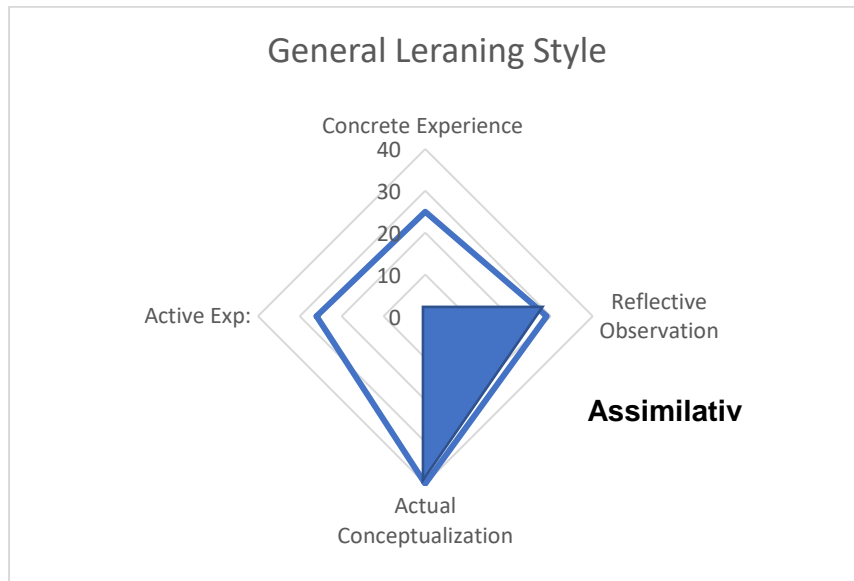 General Leraning Style
Concrete Experience
40
30
20
10
0
Active Exp:
Reflective
Observation
Assimilativ
Actual
Conceptualization